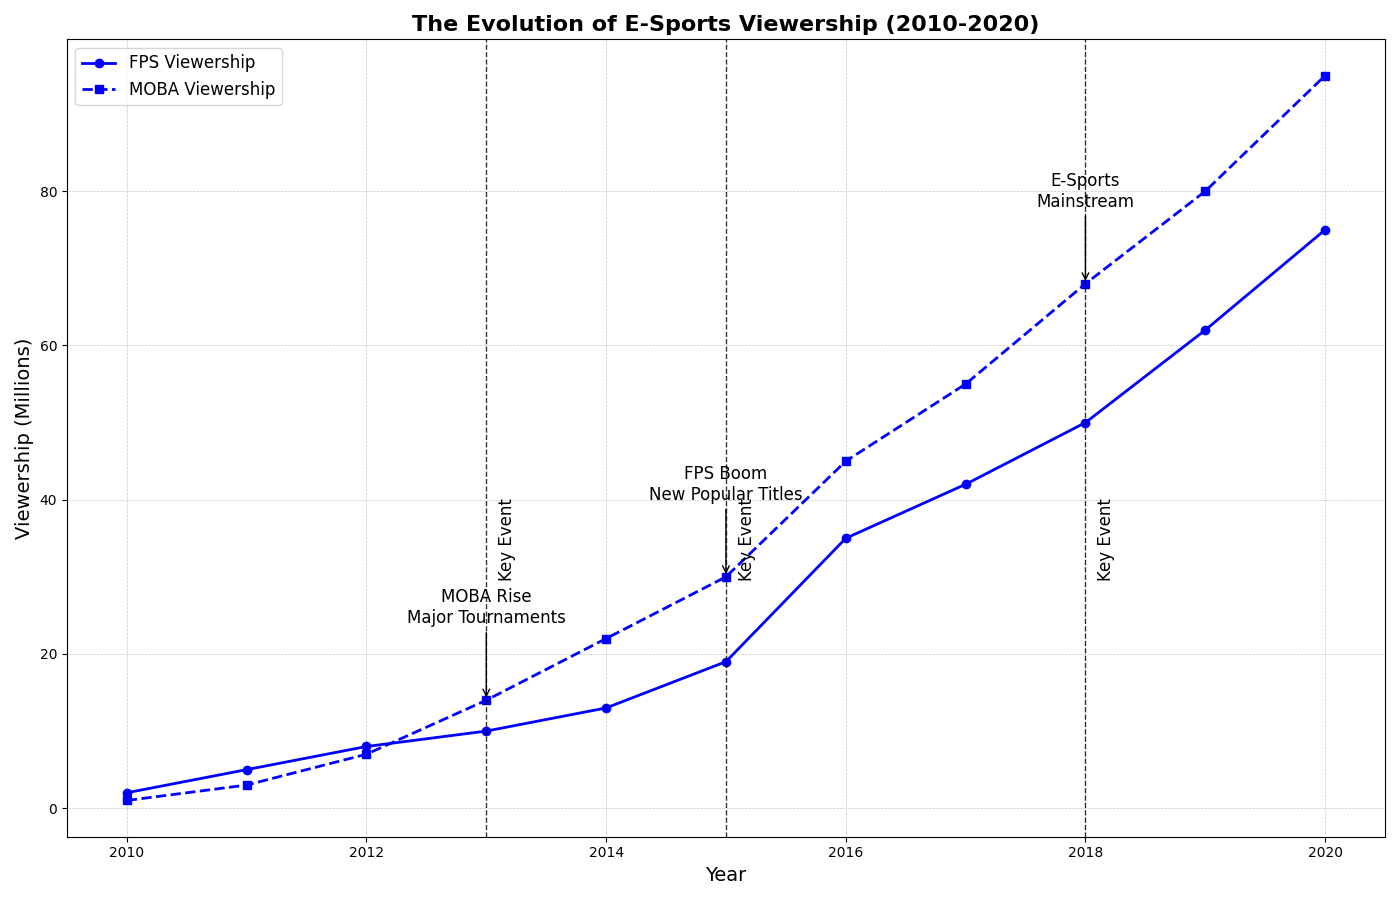 The Evolution of E-Sports Viewership (2010-2020)
FPS Viewership
MOBA Viewership
E-Sports
Mainstream
FPS Boom
New Popular Titles
MOBA Rise
Major Tournaments
Key Event
Key Event
Key Event
Viewership (Millions)
80
60
40
20
0
2010
2012
2014
2016
2018
2020
Year